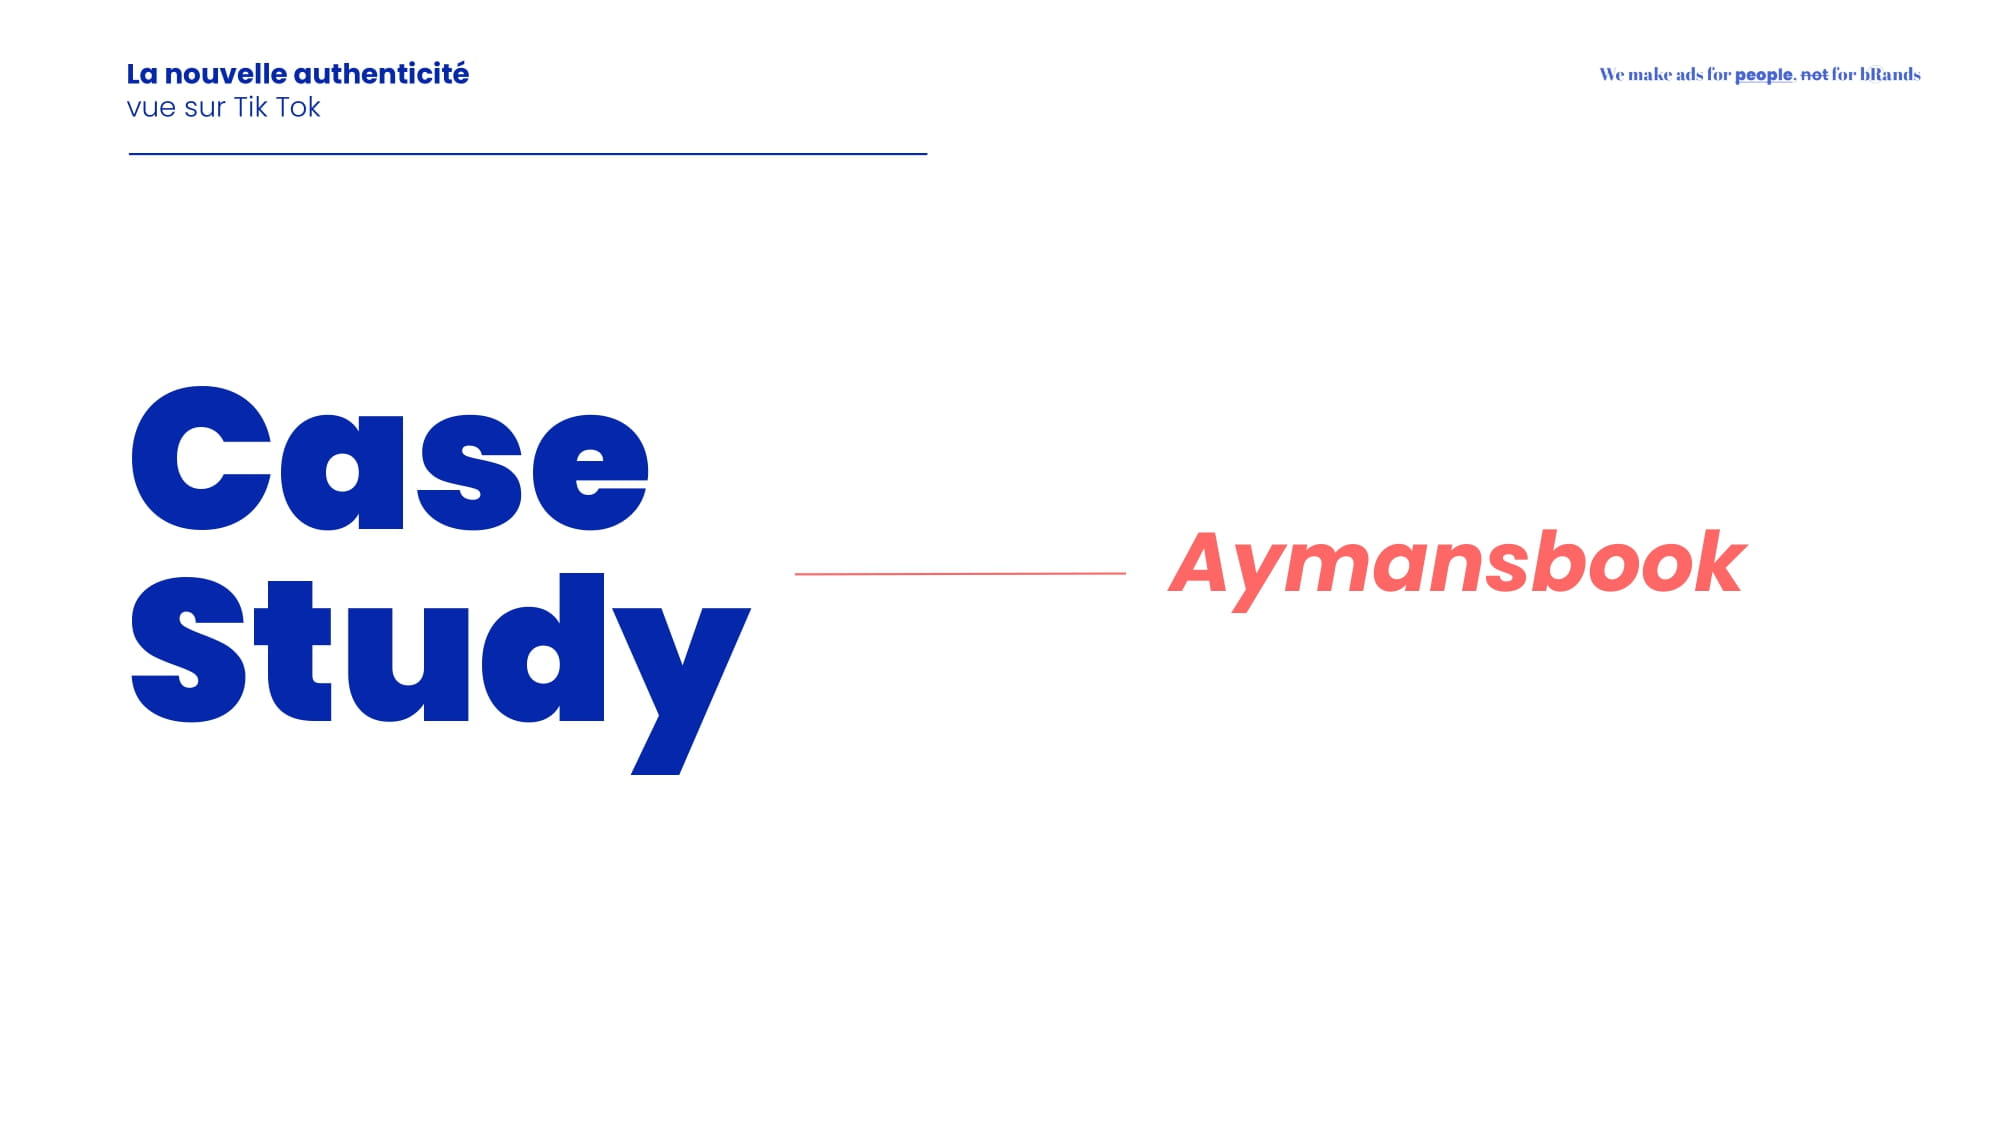 La nouvelle authenticité
vue sur Tik Tok
We make ads for people. not for bRands
Case
Study
Aymansbook